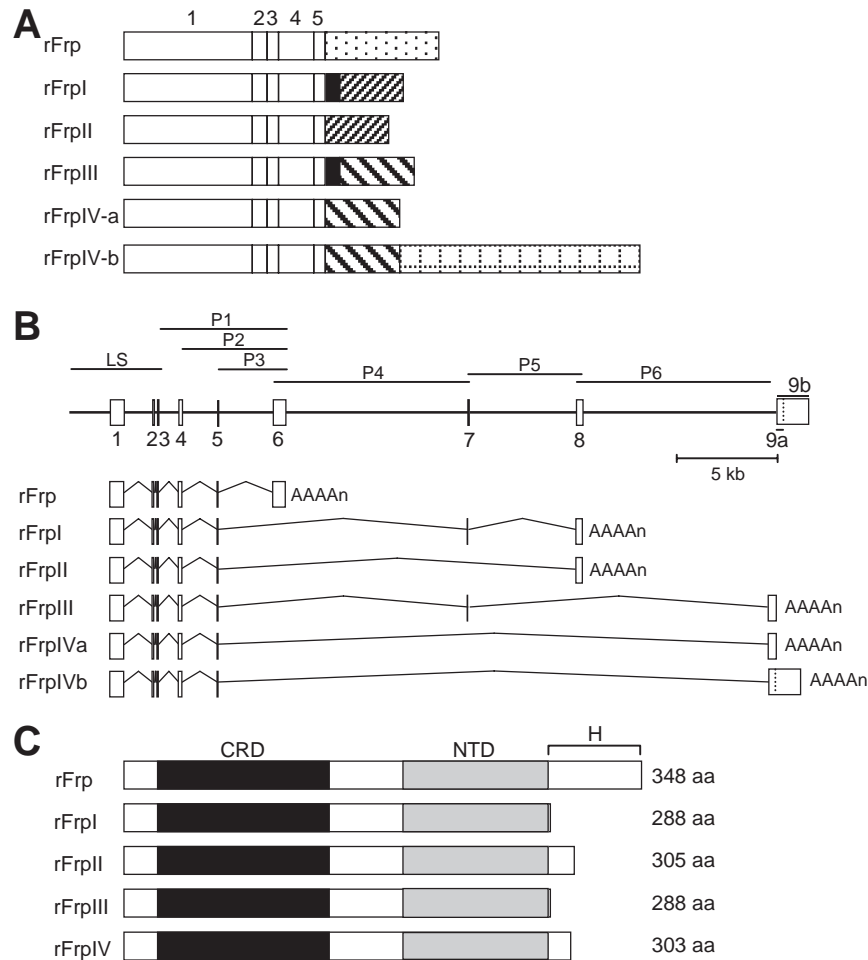 A
1 2 3 4 5
rFrp
rFrpI
rFrpII
rFrpIII
rFrpIV-a
rFrpIV-b
B
P1
P2
LS P3
P4 P5 P6 9b
1 2 3 4 5 6 7 8 9a
5 kb
rFrp AAAAn
rFrpI AAAAn
rFrpII AAAAn
rFrpIII AAAAn
rFrpIVa AAAAn
rFrpIVb AAAAn
C
CRD NTD H
rFrp 348 aa
rFrpI 288 aa
rFrpII 305 aa
rFrpIII 288 aa
rFrpIV 303 aa